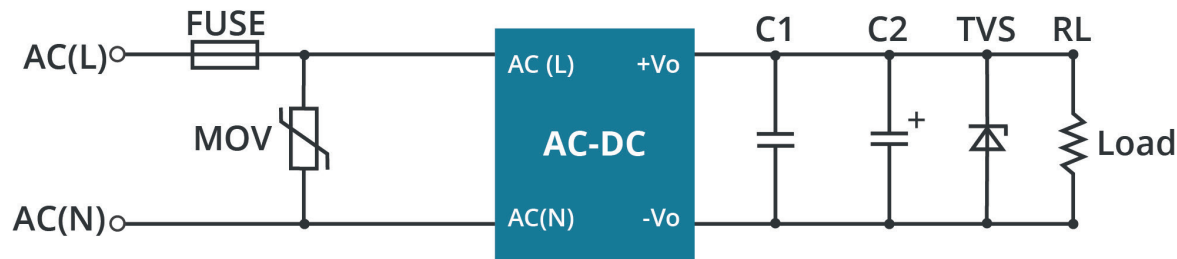 FUSE
C1 C2 TVS RL
AC(L)
AC (L) +Vo
MOV
AC-DC
+
Load
AC(N)
AC(N) -Vo